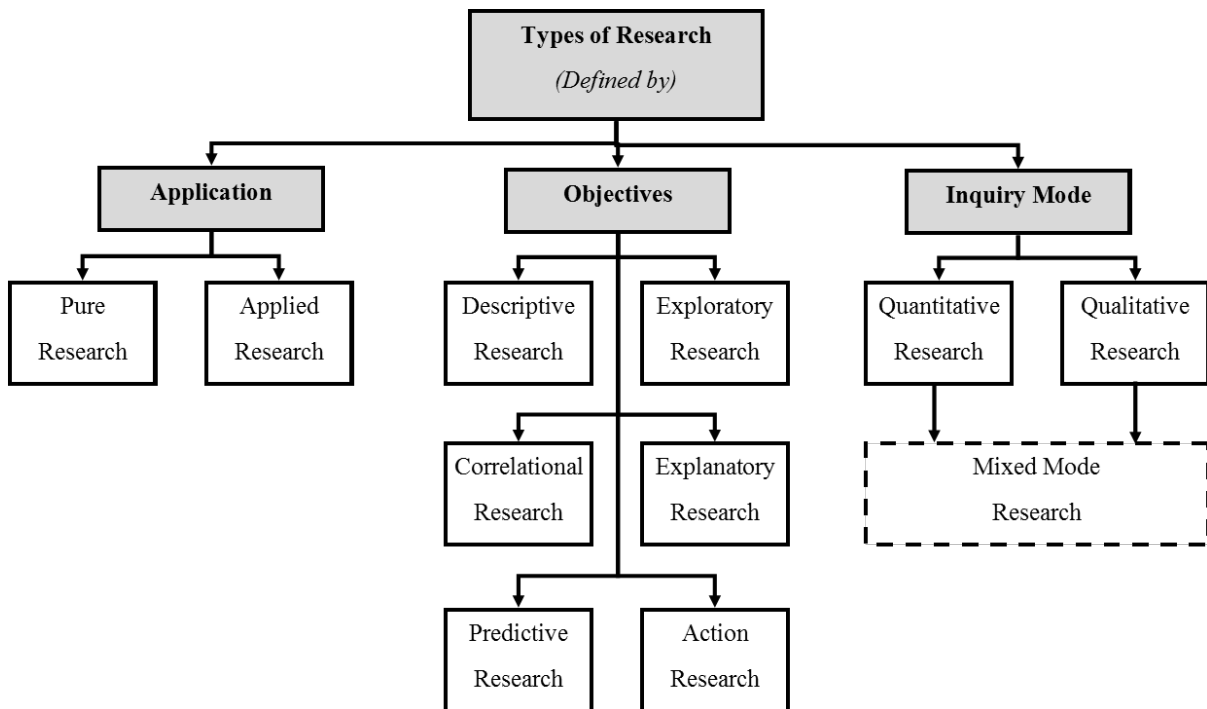 Types of Research
(Defined by)
Application
Objectives
Inquiry Mode
Pure
Research
Applied
Research
Descriptive
Research
Exploratory
Research
Quantitative
Research
Qualitative
Research
Correlational
Research
Explanatory
Research
Mixed Mode
Research
Predictive
Research
Action
Research